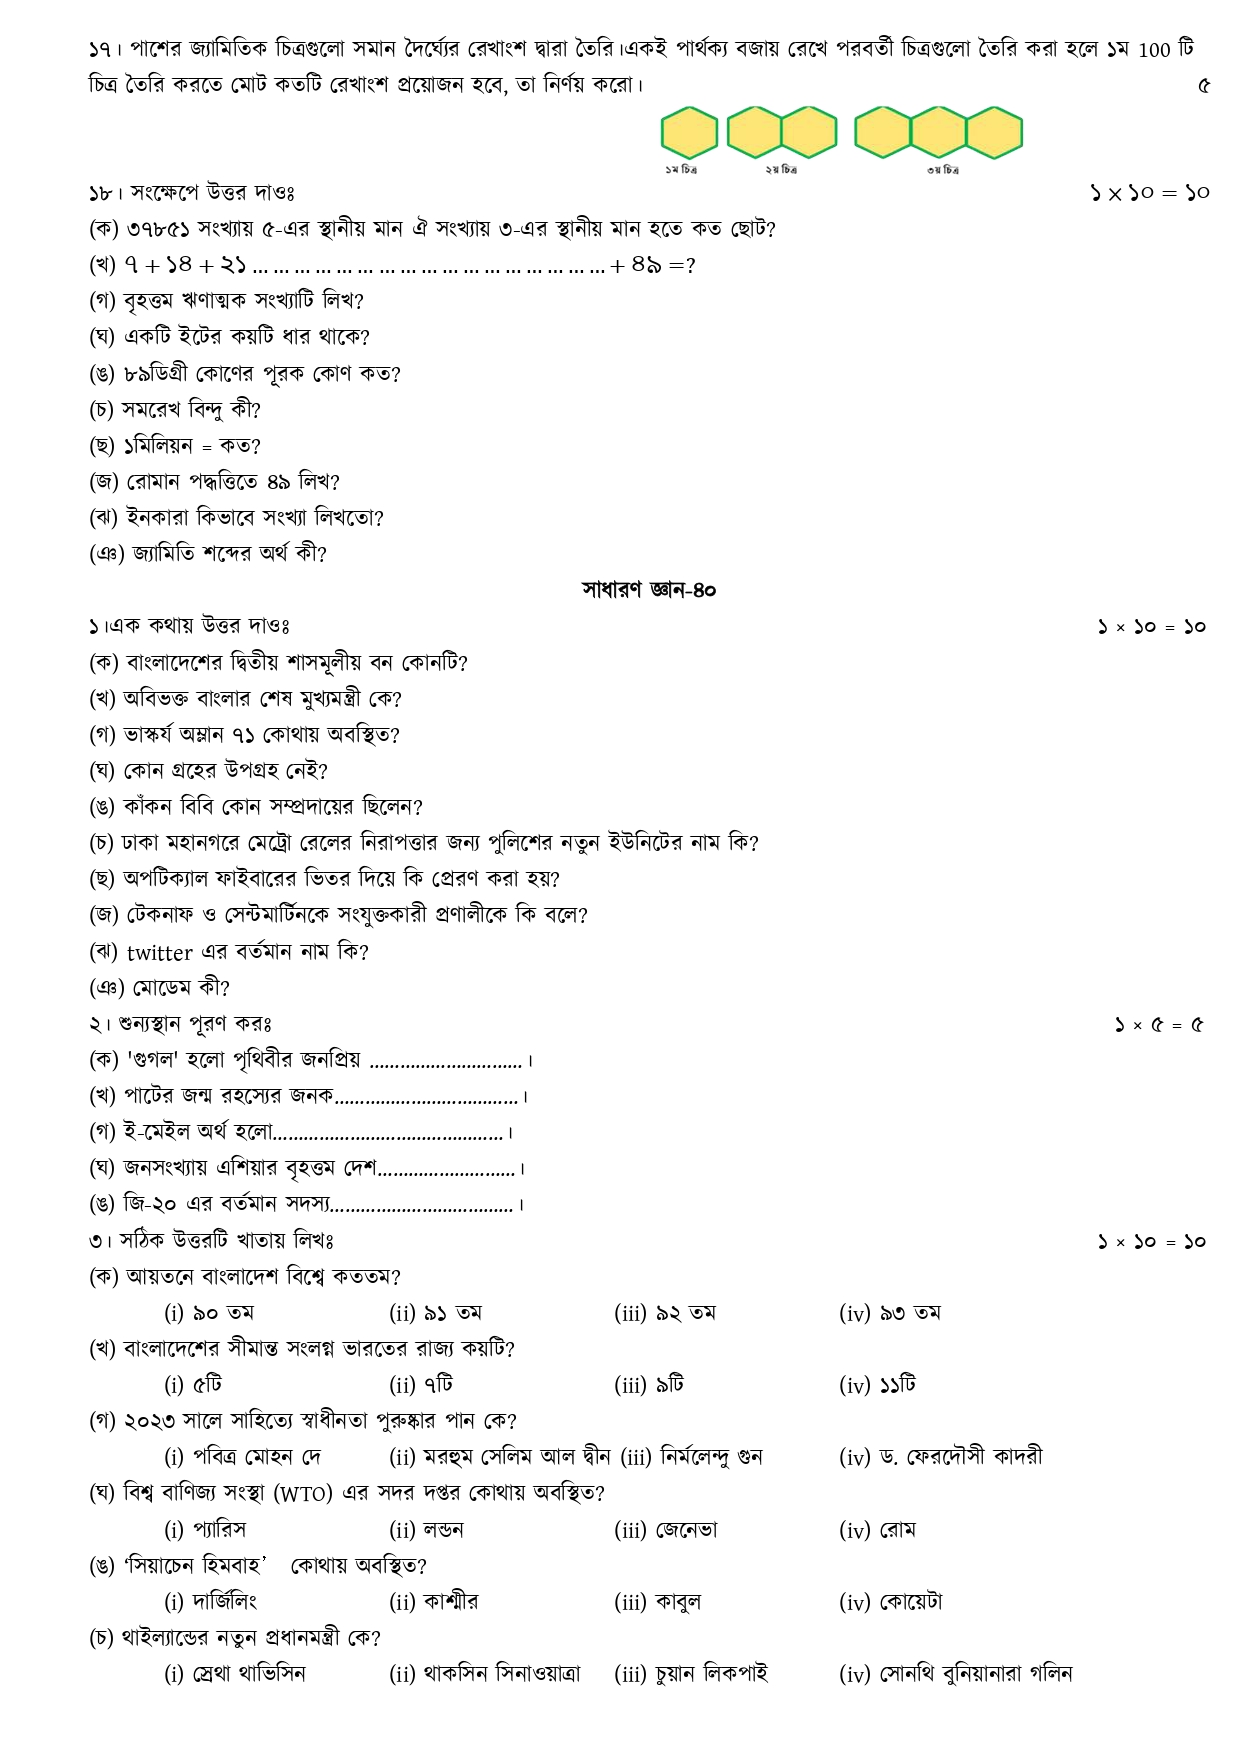 ১৭। পাশের জ্যামিতিক চিত্রগুলো সমান দৈর্ঘ্যের রেখাংশ দ্বারা তৈরি।একই পার্থক্য বজায় রেখে পরবর্তী চিত্রগুলো তৈরি করা হলে ১ম 100 টি
চিত্র তৈরি করতে মোট কতটি রেখাংশ প্রয়োজন হবে, তা নির্ণয় করো। ৫
১ম চিত্র ২য় চিত্র ৩য় চিত্র
১৮। সংক্ষেপে উত্তর দাওঃ ১ × ১০ = ১০
(ক) ৩৭৮৫১ সংখ্যায় ৫-এর স্থানীয় মান ঐ সংখ্যায় ৩-এর স্থানীয় মান হতে কত ছোট?
(খ) ৭ + ১৪ + ২১ ... ... ... ... ... ... ... ... ... ... ... ... ... ... ... ... ... + ৪৯ =?
(গ) বৃহত্তম ঋণাত্মক সংখ্যাটি লিখ?
(ঘ) একটি ইটের কয়টি ধার থাকে?
(ঙ) ৮৯ডিগ্রী কোণের পূরক কোণ কত?
(চ) সমরেখ বিন্দু কী?
(ছ) ১মিলিয়ন = কত?
(জ) রোমান পদ্ধত্তিতে ৪৯ লিখ?
(ঝ) ইনকারা কিভাবে সংখ্যা লিখতো?
(ঞ) জ্যামিতি শব্দের অর্থ কী?
সাধারণ জ্ঞান-৪০
১।এক কথায় উত্তর দাওঃ ১ × ১০ = ১০
(ক) বাংলাদেশের দ্বিতীয় শাসমূলীয় বন কোনটি?
(খ) অবিভক্ত বাংলার শেষ মুখ্যমন্ত্রী কে?
(গ) ভাস্কর্য অম্লান ৭১ কোথায় অবস্থিত?
(ঘ) কোন গ্রহের উপগ্রহ নেই?
(ঙ) কাঁকন বিবি কোন সম্প্রদায়ের ছিলেন?
(চ) ঢাকা মহানগরে মেট্রো রেলের নিরাপত্তার জন্য পুলিশের নতুন ইউনিটের নাম কি?
(ছ) অপটিক্যাল ফাইবারের ভিতর দিয়ে কি প্রেরণ করা হয়?
(জ) টেকনাফ ও সেন্টমার্টিনকে সংযুক্তকারী প্রণালীকে কি বলে?
(ঝ) twitter এর বর্তমান নাম কি?
(ঞ) মোডেম কী?
২। শুন্যস্থান পূরণ করঃ ১ × ৫ = ৫
(ক) 'গুগল' হলো পৃথিবীর জনপ্রিয় ..............................।
(খ) পাটের জন্ম রহস্যের জনক....................................।
(গ) ই-মেইল অর্থ হলো.............................................।
(ঘ) জনসংখ্যায় এশিয়ার বৃহত্তম দেশ...........................।
(ঙ) জি-২০ এর বর্তমান সদস্য....................................।
৩। সঠিক উত্তরটি খাতায় লিখঃ ১ × ১০ = ১০
(ক) আয়তনে বাংলাদেশ বিশ্বে কততম?
(i) ৯০ তম (ii) ৯১ তম (iii) ৯২ তম (iv) ৯৩ তম
(খ) বাংলাদেশের সীমান্ত সংলগ্ন ভারতের রাজ্য কয়টি?
(i) ৫টি (ii) ৭টি (iii) ৯টি (iv) ১১টি
(গ) ২০২৩ সালে সাহিত্যে স্বাধীনতা পুরুষ্কার পান কে?
(i) পবিত্র মোহন দে (ii) মরহুম সেলিম আল দ্বীন (iii) নির্মলেন্দু গুন (iv) ড. ফেরদৌসী কাদরী
(ঘ) বিশ্ব বাণিজ্য সংস্থা (WTO) এর সদর দপ্তর কোথায় অবস্থিত?
(i) প্যারিস (ii) লন্ডন (iii) জেনেভা (iv) রোম
(ঙ) ‘সিয়াচেন হিমবাহ’ কোথায় অবস্থিত?
(i) দার্জিলিং (ii) কাশ্মীর (iii) কাবুল (iv) কোয়েটা
(চ) থাইল্যান্ডের নতুন প্রধানমন্ত্রী কে?
(i) স্রেথা থাভিসিন (ii) থাকসিন সিনাওয়াত্রা (iii) চুয়ান লিকপাই (iv) সোনথি বুনিয়ানারা গলিন